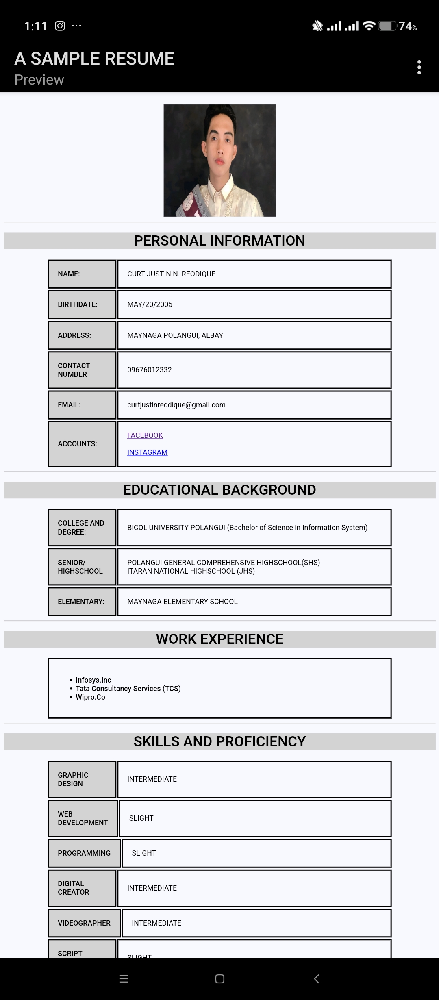 1:11
74%
A SAMPLE RESUME
Preview
PERSONAL INFORMATION
NAME:
CURT JUSTIN N. REODIQUE
BIRTHDATE:
MAY/20/2005
ADDRESS:
MAYNAGA POLANGUI, ALBAY
CONTACT
NUMBER
09676012332
EMAIL:
curtjustinreodique@gmail.com
ACCOUNTS:
FACEBOOK
INSTAGRAM
EDUCATIONAL BACKGROUND
COLLEGE AND
DEGREE:
BICOL UNIVERSITY POLANGUI (Bachelor of Science in Information System)
SENIOR/
HIGHSCHOOL
POLANGUI GENERAL COMPREHENSIVE HIGHSCHOOL(SHS)
ITARAN NATIONAL HIGHSCHOOL (JHS)
ELEMENTARY:
MAYNAGA ELEMENTARY SCHOOL
WORK EXPERIENCE
• Infosys.Inc
• Tata Consultancy Services (TCS)
• Wipro.Co
SKILLS AND PROFICIENCY
GRAPHIC
DESIGN
INTERMEDIATE
WEB
DEVELOPMENT
SLIGHT
PROGRAMMING
SLIGHT
DIGITAL
CREATOR
INTERMEDIATE
VIDEOGRAPHER
INTERMEDIATE
SCRIPT
SLIGHT